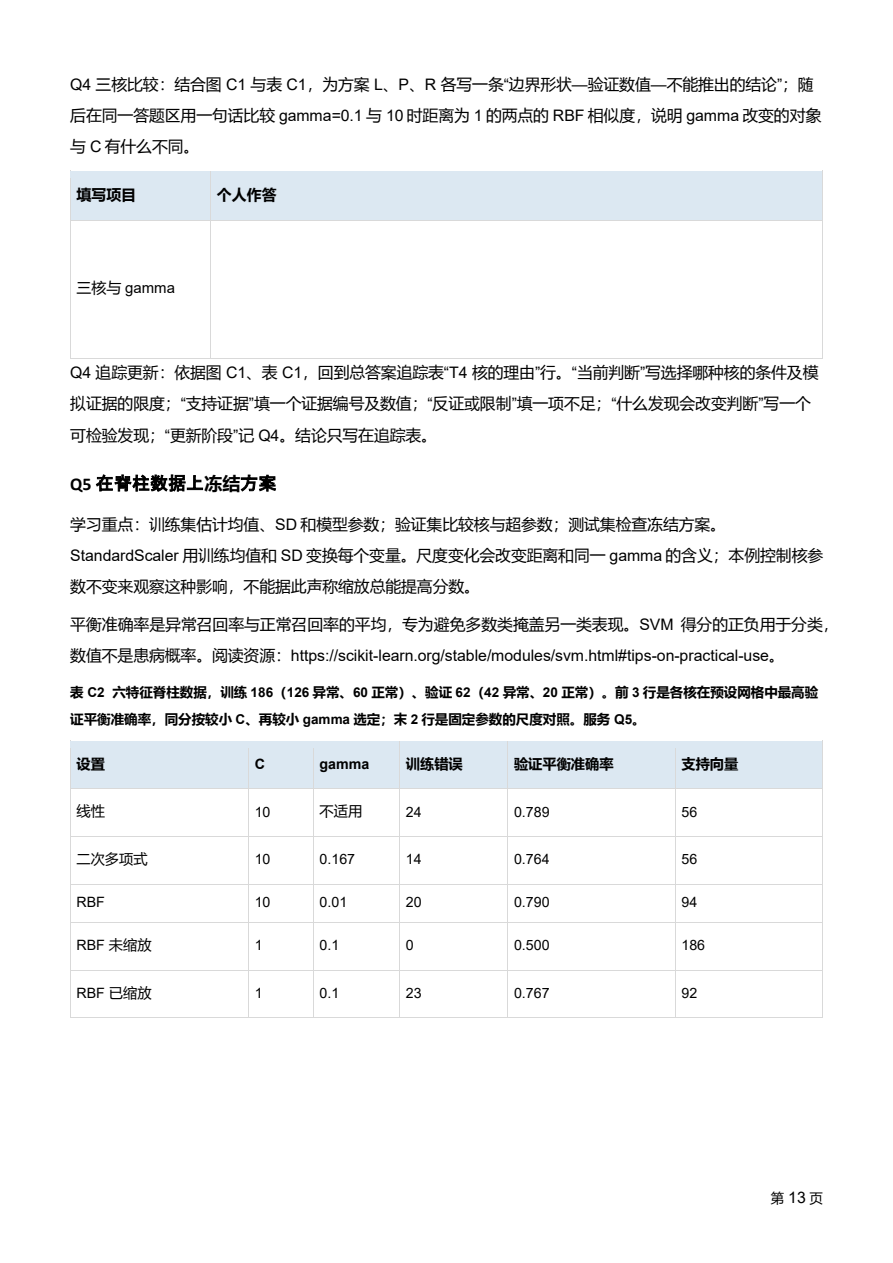 Q4 三核比较：结合图 C1 与表 C1，为方案 L、P、R 各写一条“边界形状—验证数值—不能推出的结论”；随
后在同一答题区用一句话比较 gamma=0.1 与 10 时距离为 1 的两点的 RBF 相似度，说明 gamma 改变的对象
与 C 有什么不同。
填写项目 个人作答
三核与 gamma
Q4 追踪更新：依据图 C1、表 C1，回到总答案追踪表“T4 核的理由”行。“当前判断”写选择哪种核的条件及模
拟证据的限度；“支持证据”填一个证据编号及数值；“反证或限制”填一项不足；“什么发现会改变判断”写一个
可检验发现；“更新阶段”记 Q4。结论只写在追踪表。
Q5 在脊柱数据上冻结方案
学习重点：训练集估计均值、SD 和模型参数；验证集比较核与超参数；测试集检查冻结方案。
StandardScaler 用训练均值和 SD 变换每个变量。尺度变化会改变距离和同一 gamma 的含义；本例控制核参
数不变来观察这种影响，不能据此声称缩放总能提高分数。
平衡准确率是异常召回率与正常召回率的平均，专为避免多数类掩盖另一类表现。SVM 得分的正负用于分类，
数值不是患病概率。阅读资源：https://scikit-learn.org/stable/modules/svm.html#tips-on-practical-use。
表 C2 六特征脊柱数据，训练 186（126 异常、60 正常）、验证 62（42 异常、20 正常）。前 3 行是各核在预设网格中最高验
证平衡准确率，同分按较小 C、再较小 gamma 选定；末 2 行是固定参数的尺度对照。服务 Q5。
设置 C gamma 训练错误 验证平衡准确率 支持向量
线性 10 不适用 24 0.789 56
二次多项式 10 0.167 14 0.764 56
RBF 10 0.01 20 0.790 94
RBF 未缩放 1 0.1 0 0.500 186
RBF 已缩放 1 0.1 23 0.767 92
第 13 页